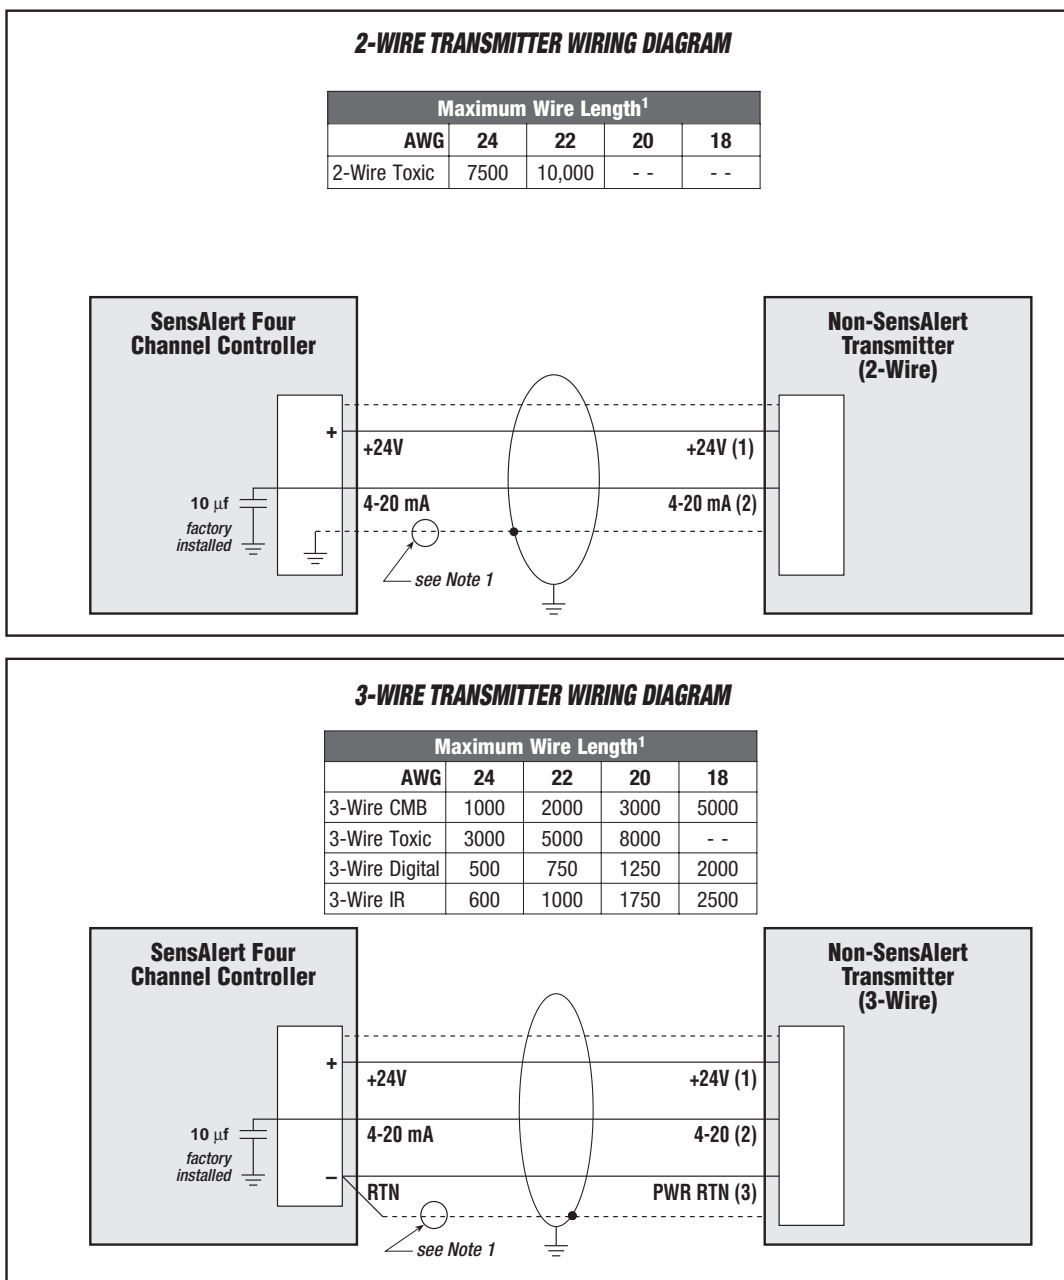 2-WIRE TRANSMITTER WIRING DIAGRAM
Maximum Wire Length1
AWG 24 22 20 18
2-Wire Toxic 7500 10,000 - - - -
SensAlert Four
Channel Controller
Non-SensAlert
Transmitter
(2-Wire)
+
+24V
+24V (1)
10 µf
factory
installed
4-20 mA
4-20 mA (2)
see Note 1
3-WIRE TRANSMITTER WIRING DIAGRAM
Maximum Wire Length1
AWG 24 22 20 18
3-Wire CMB 1000 2000 3000 5000
3-Wire Toxic 3000 5000 8000 - -
3-Wire Digital 500 750 1250 2000
3-Wire IR 600 1000 1750 2500
SensAlert Four
Channel Controller
Non-SensAlert
Transmitter
(3-Wire)
+
+24V
+24V (1)
10 µf
factory
installed
4-20 mA
4-20 (2)
–
RTN
PWR RTN (3)
see Note 1